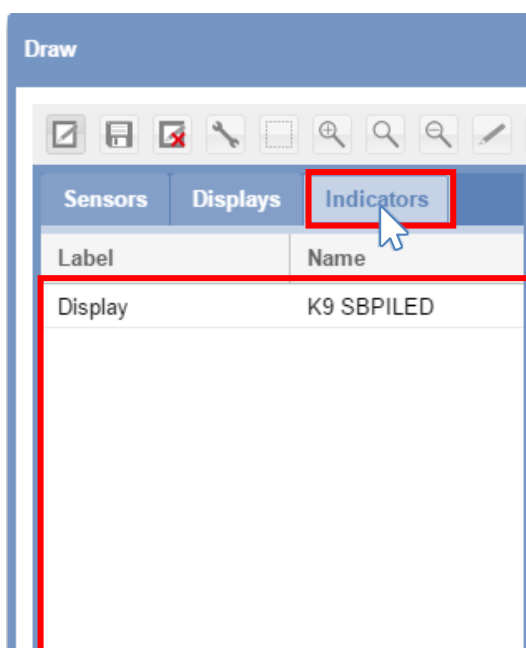 Draw
Sensors Displays Indicators
Label Name
Display K9 SBPILED